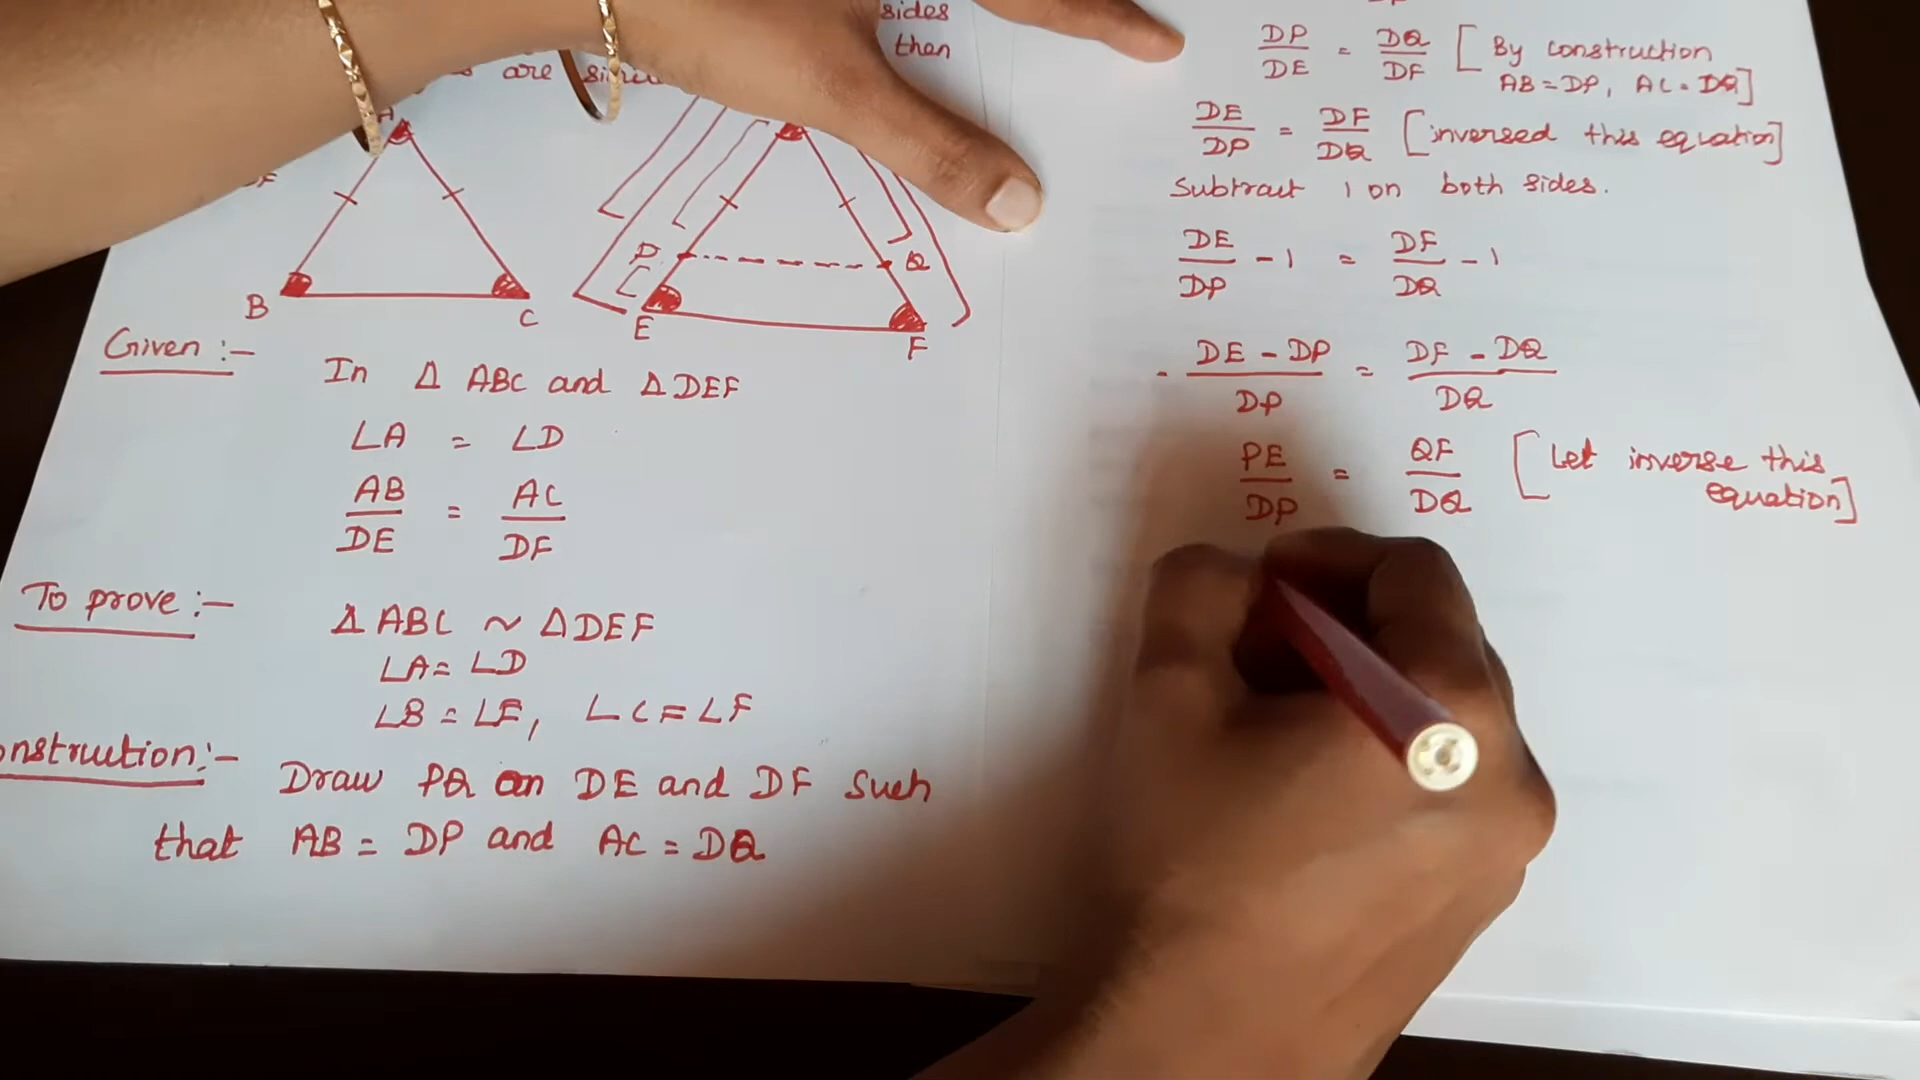 sides
then
are
A
B
C
P
Q
E
F
Given :-
In Δ ABC and Δ DEF
∠A = ∠D
AB/DE = AC/DF
To prove :-
Δ ABC ~ Δ DEF
∠A = ∠D
∠B = ∠E, ∠C = ∠F
onstruction :-
Draw PQ on DE and DF such
that AB = DP and AC = DQ
DP/DE = DQ/DF [ By construction
AB = DP, AC = DQ]
DE/DP = DF/DQ [inversed this equation]
Subtract 1 on both sides.
DE/DP - 1 = DF/DQ - 1
DE - DP/DP = DF - DQ/DQ
PE/DP = QF/DQ [Let inverse this
equation]